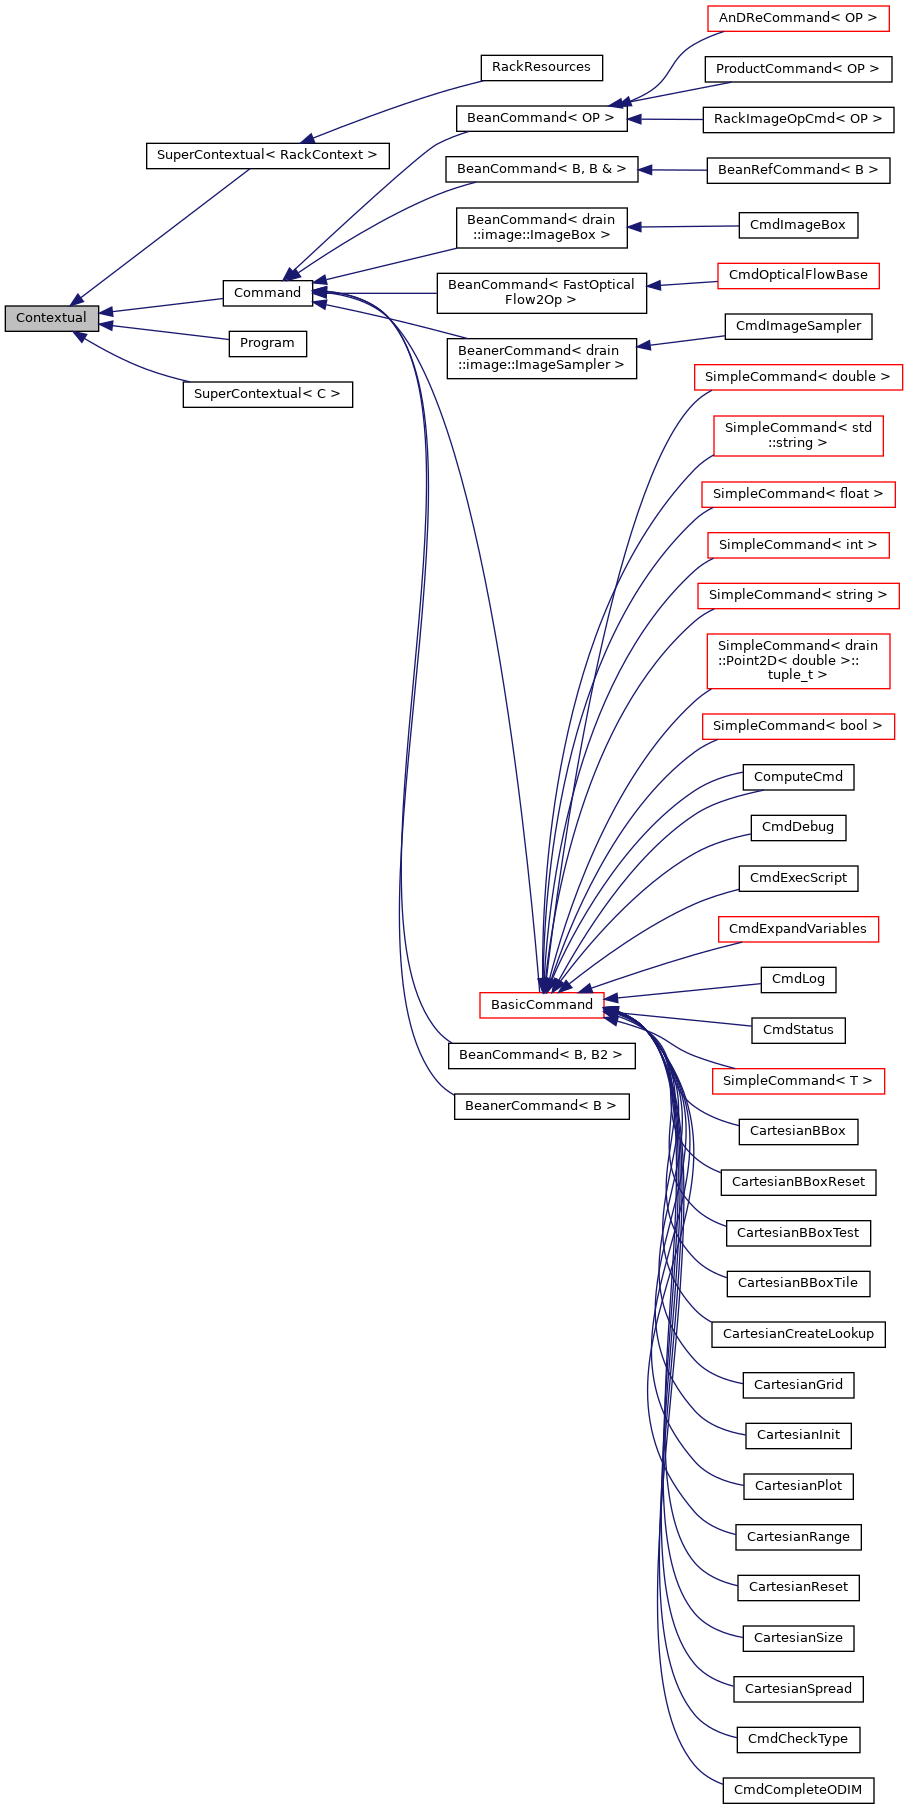 AnDReCommand< OP >
RackResources
ProductCommand< OP >
BeanCommand< OP >
RackImageOpCmd< OP >
SuperContextual< RackContext >
BeanCommand< B, B & >
BeanRefCommand< B >
BeanCommand< drain
::image::ImageBox >
CmdImageBox
Command
BeanCommand< FastOptical
Flow2Op >
CmdOpticalFlowBase
Contextual
Program
BeanerCommand< drain
::image::ImageSampler >
CmdImageSampler
SuperContextual< C >
SimpleCommand< double >
SimpleCommand< std
::string >
SimpleCommand< float >
SimpleCommand< int >
SimpleCommand< string >
SimpleCommand< drain
::Point2D< double >::
tuple_t >
SimpleCommand< bool >
ComputeCmd
CmdDebug
CmdExecScript
CmdExpandVariables
CmdLog
BasicCommand
CmdStatus
BeanCommand< B, B2 >
SimpleCommand< T >
BeanerCommand< B >
CartesianBBox
CartesianBBoxReset
CartesianBBoxTest
CartesianBBoxTile
CartesianCreateLookup
CartesianGrid
CartesianInit
CartesianPlot
CartesianRange
CartesianReset
CartesianSize
CartesianSpread
CmdCheckType
CmdCompleteODIM